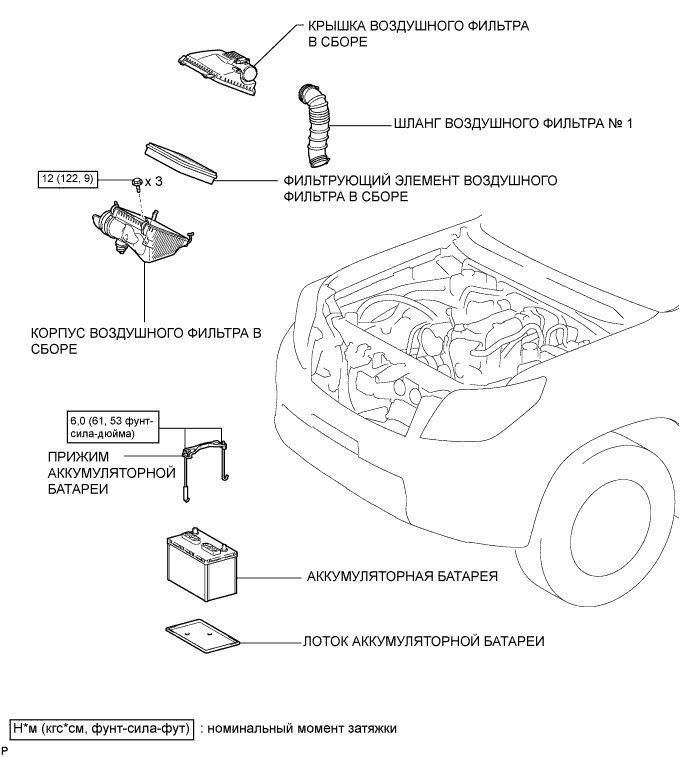 КРЫШКА ВОЗДУШНОГО ФИЛЬТРА
В СБОРЕ
ШЛАНГ ВОЗДУШНОГО ФИЛЬТРА № 1
12 (122, 9)
x 3
ФИЛЬТРУЮЩИЙ ЭЛЕМЕНТ ВОЗДУШНОГО
ФИЛЬТРА В СБОРЕ
КОРПУС ВОЗДУШНОГО ФИЛЬТРА В
СБОРЕ
6,0 (61, 53 фунт-
сила-дюйма)
ПРИЖИМ
АККУМУЛЯТОРНОЙ
БАТАРЕИ
АККУМУЛЯТОРНАЯ БАТАРЕЯ
ЛОТОК АККУМУЛЯТОРНОЙ БАТАРЕИ
Н*м (кгс*см, фунт-сила-фут) : номинальный момент затяжки
P